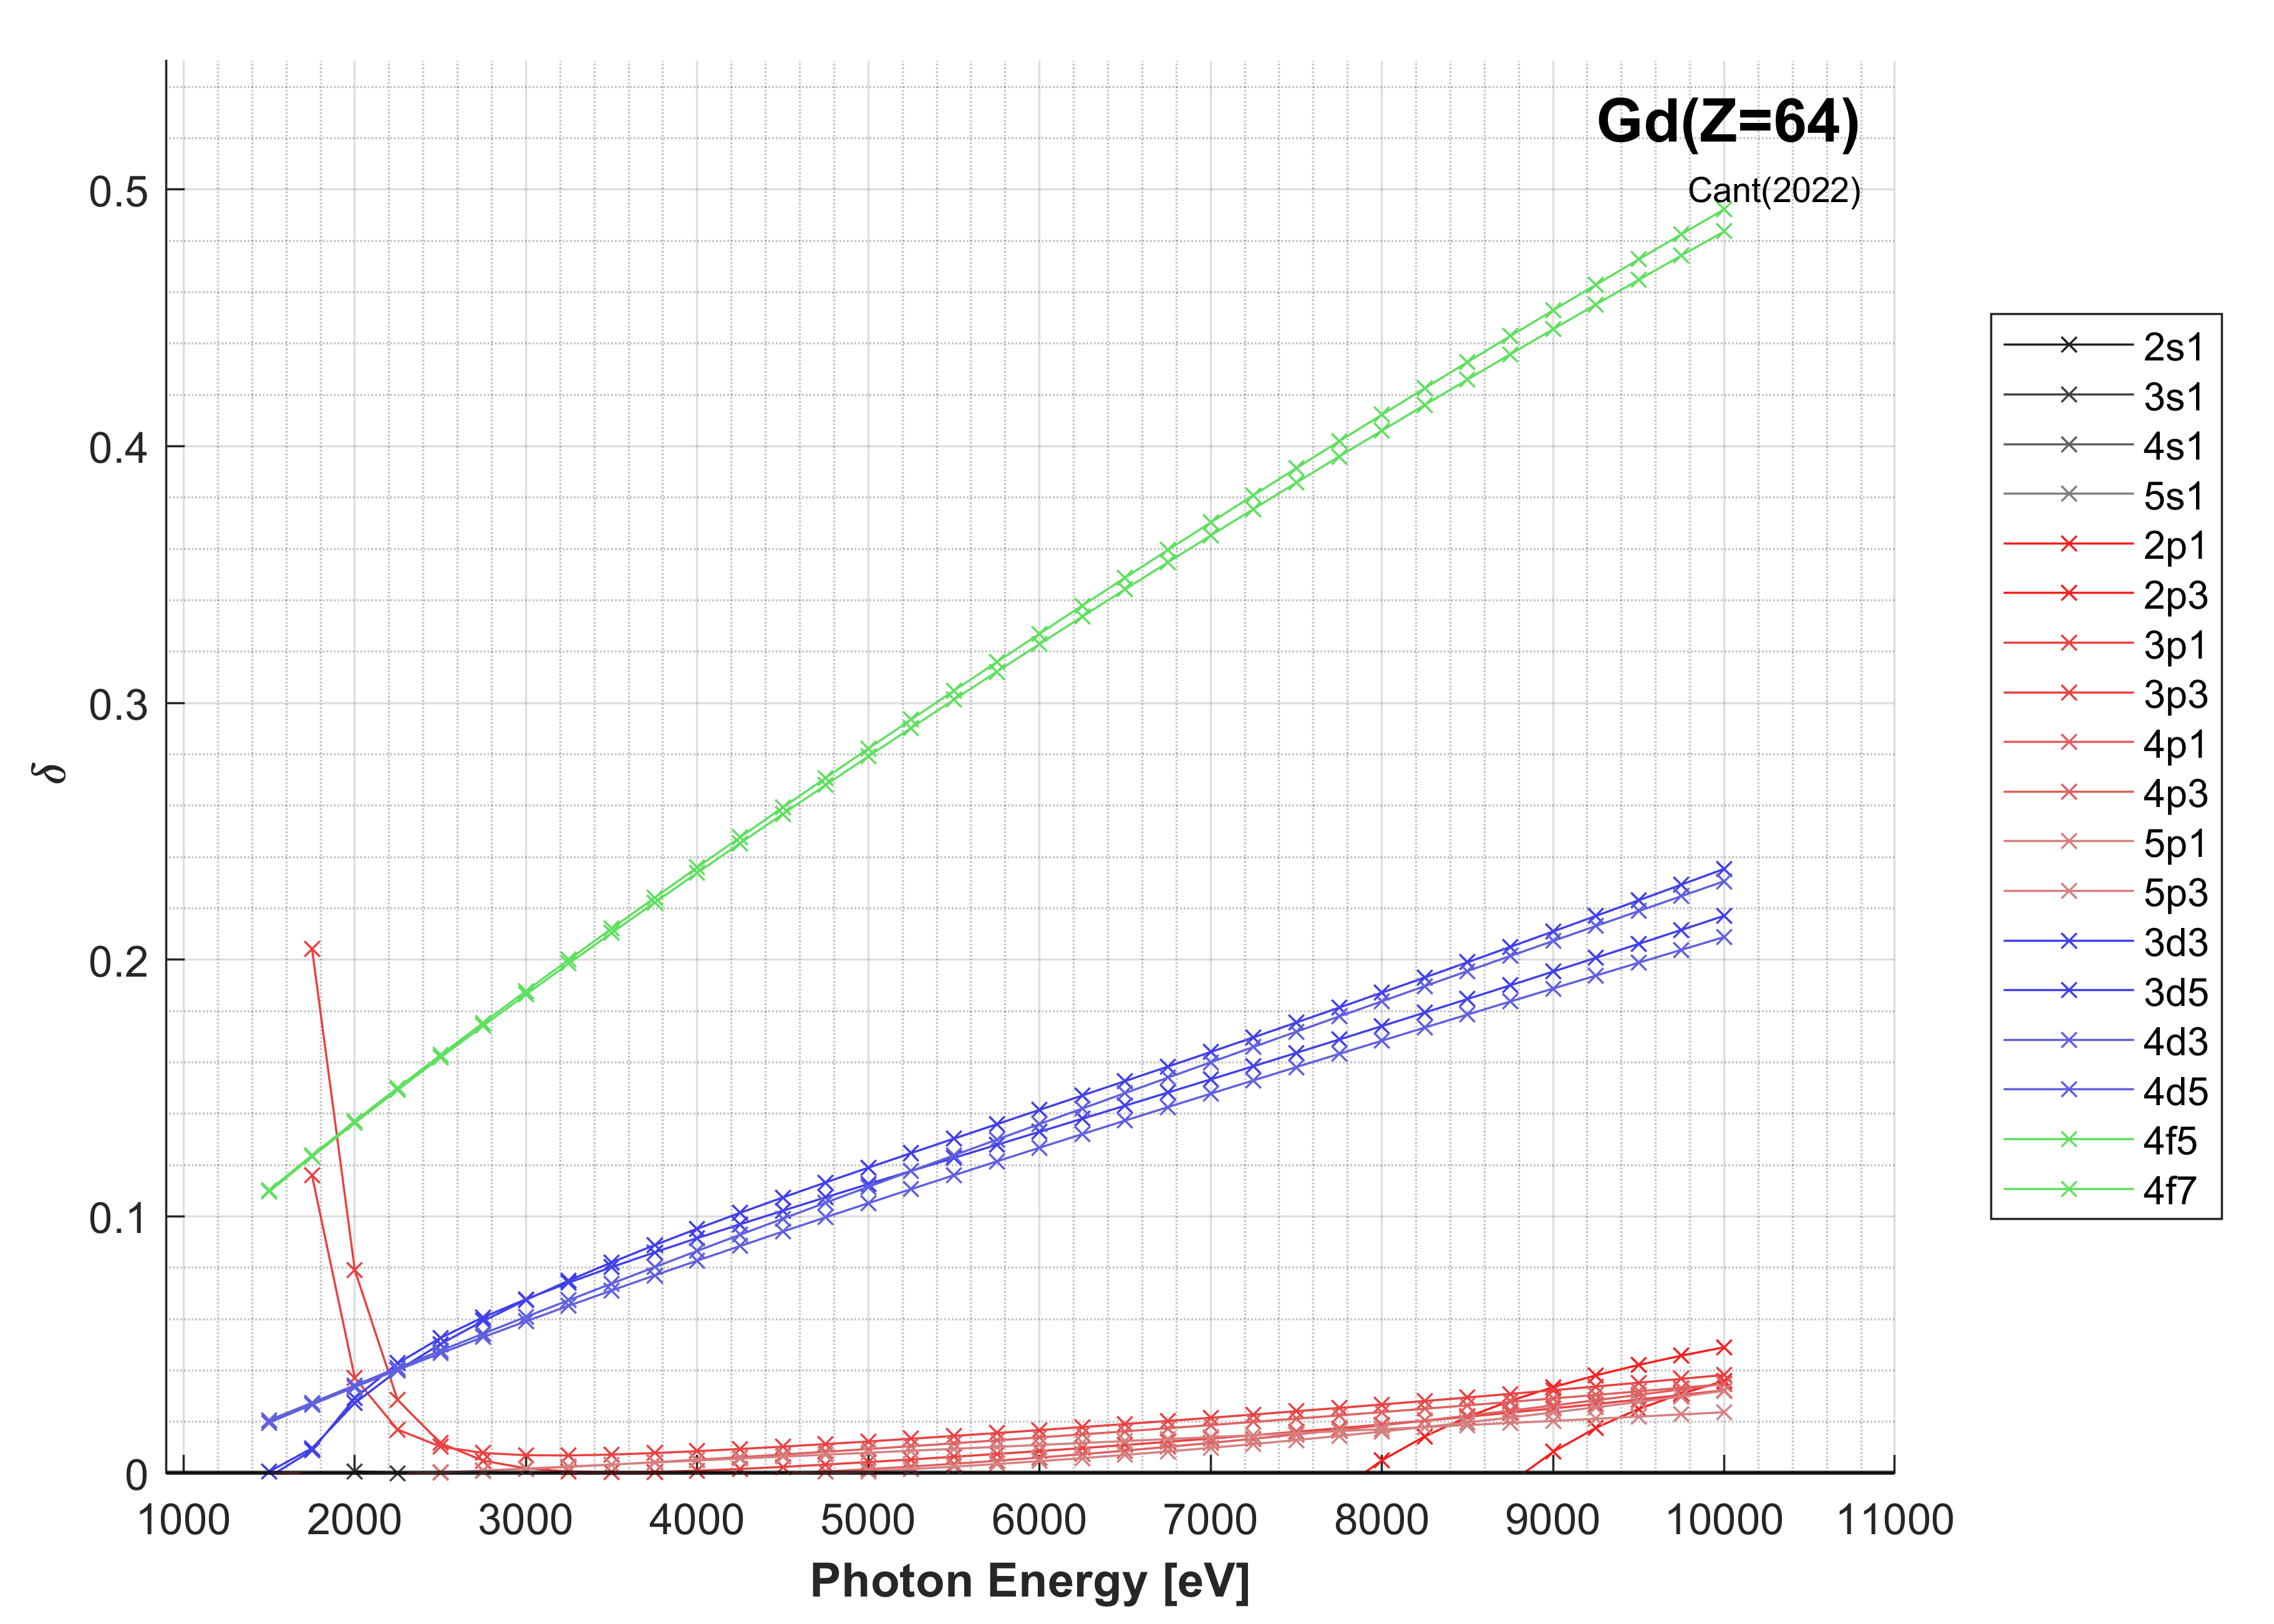 Gd(Z=64)
Cant(2022)
0.5
0.4
0.3
0.2
0.1
0
δ
1000 2000 3000 4000 5000 6000 7000 8000 9000 10000 11000
Photon Energy [eV]
2s1
3s1
4s1
5s1
2p1
2p3
3p1
3p3
4p1
4p3
5p1
5p3
3d3
3d5
4d3
4d5
4f5
4f7